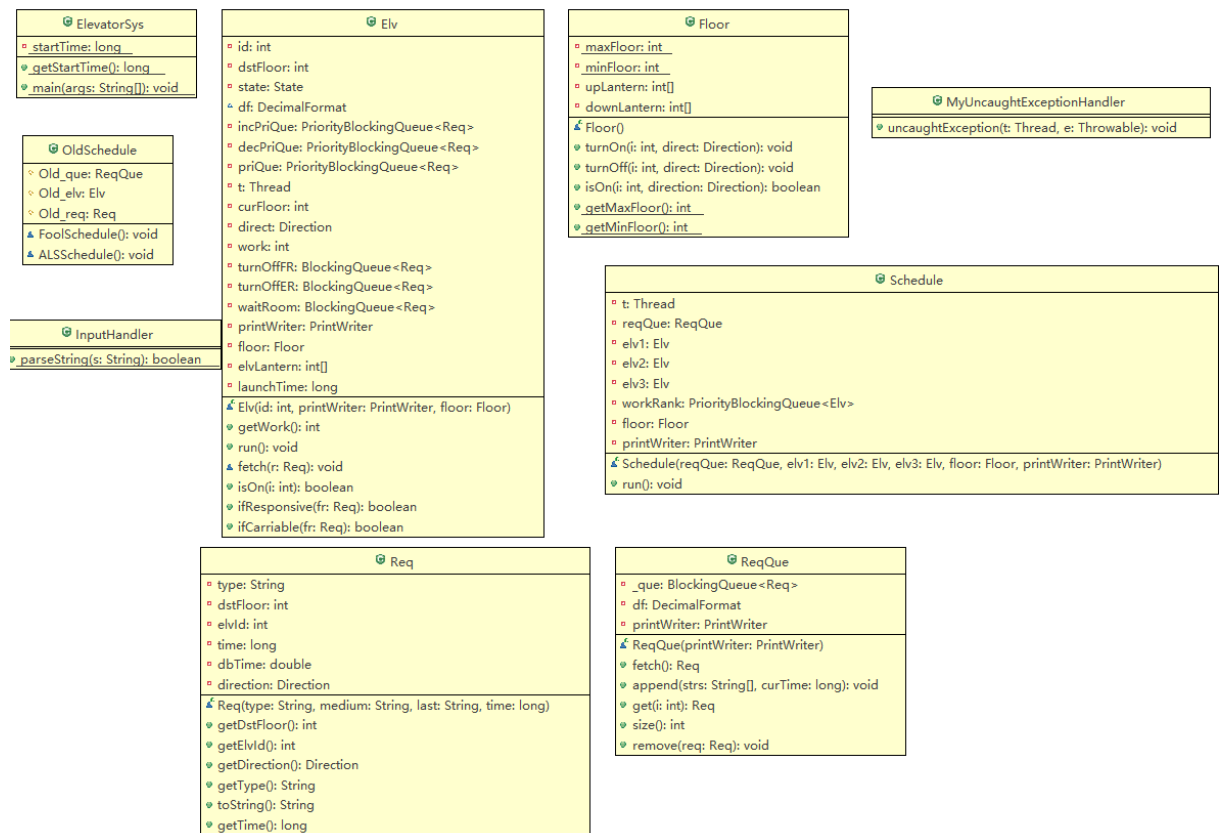 ElevatorSys
startTime: long
getStartTime(): long
main(args: String[]): void
OldSchedule
Old_que: ReqQue
Old_elv: Elv
Old_req: Req
FoolSchedule(): void
ALSSchedule(): void
InputHandler
parseString(s: String): boolean
Elv
id: int
dstFloor: int
state: State
df: DecimalFormat
incPriQue: PriorityBlockingQueue<Req>
decPriQue: PriorityBlockingQueue<Req>
priQue: PriorityBlockingQueue<Req>
t: Thread
curFloor: int
direct: Direction
work: int
turnOffFR: BlockingQueue<Req>
turnOffER: BlockingQueue<Req>
waitRoom: BlockingQueue<Req>
printWriter: PrintWriter
floor: Floor
elvLantern: int[]
launchTime: long
Elv(id: int, printWriter: PrintWriter, floor: Floor)
getWork(): int
run(): void
fetch(r: Req): void
isOn(i: int): boolean
ifResponsive(fr: Req): boolean
ifCarriable(fr: Req): boolean
Floor
maxFloor: int
minFloor: int
upLantern: int[]
downLantern: int[]
Floor()
turnOn(i: int, direct: Direction): void
turnOff(i: int, direct: Direction): void
isOn(i: int, direction: Direction): boolean
getMaxFloor(): int
getMinFloor(): int
MyUncaughtExceptionHandler
uncaughtException(t: Thread, e: Throwable): void
Schedule
t: Thread
reqQue: ReqQue
elv1: Elv
elv2: Elv
elv3: Elv
workRank: PriorityBlockingQueue<Elv>
floor: Floor
printWriter: PrintWriter
Schedule(reqQue: ReqQue, elv1: Elv, elv2: Elv, elv3: Elv, floor: Floor, printWriter: PrintWriter)
run(): void
Req
type: String
dstFloor: int
elvId: int
time: long
dbTime: double
direction: Direction
Req(type: String, medium: String, last: String, time: long)
getDstFloor(): int
getElvId(): int
getDirection(): Direction
getType(): String
toString(): String
getTime(): long
ReqQue
_que: BlockingQueue<Req>
df: DecimalFormat
printWriter: PrintWriter
ReqQue(printWriter: PrintWriter)
fetch(): Req
append(strs: String[], curTime: long): void
get(i: int): Req
size(): int
remove(req: Req): void